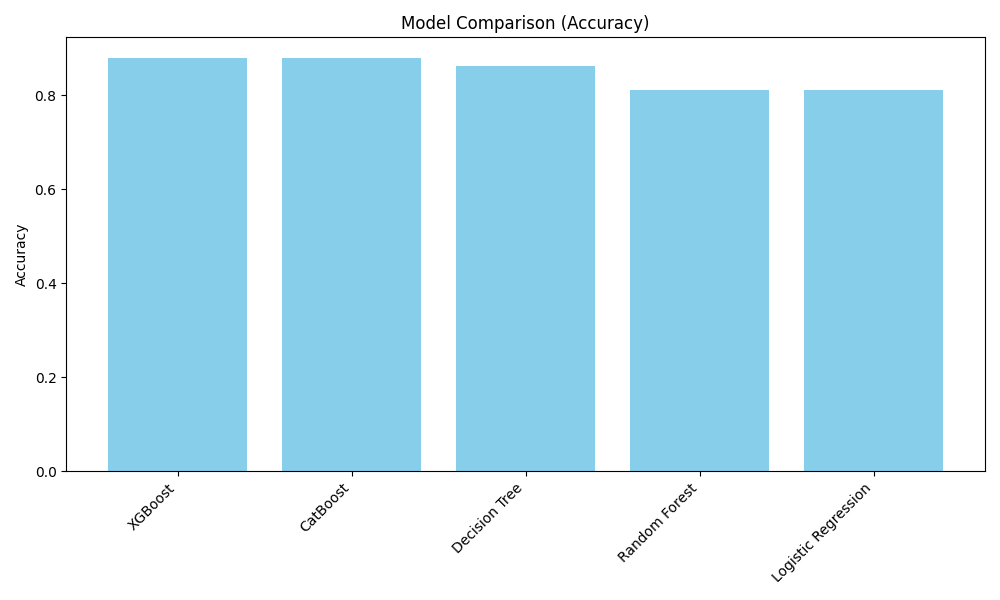 Model Comparison (Accuracy)
Accuracy
0.8
0.6
0.4
0.2
0.0
XGBoost
CatBoost
Decision Tree
Random Forest
Logistic Regression